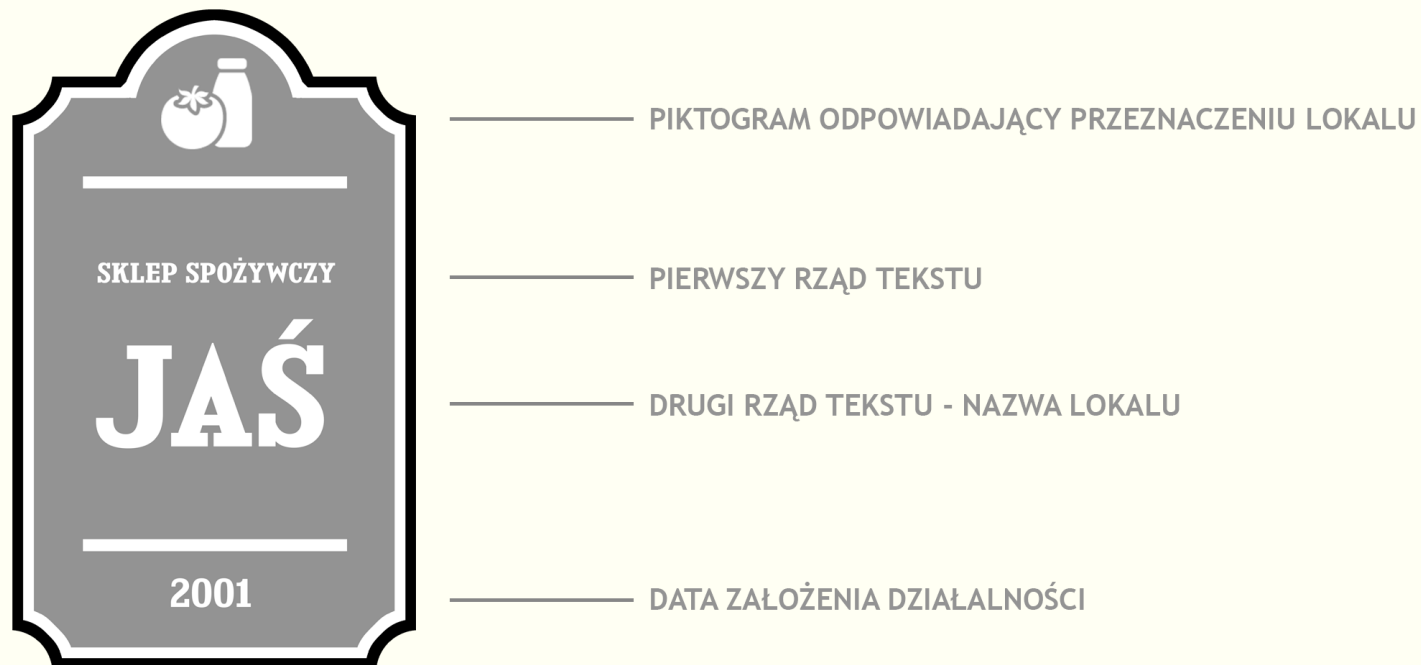 PIKTOGRAM ODPOWIADAJĄCY PRZEZNACZENIU LOKALU
SKLEP SPOŻYWCZY
PIERWSZY RZĄD TEKSTU
JAŚ
DRUGI RZĄD TEKSTU - NAZWA LOKALU
2001
DATA ZAŁOŻENIA DZIAŁALNOŚCI